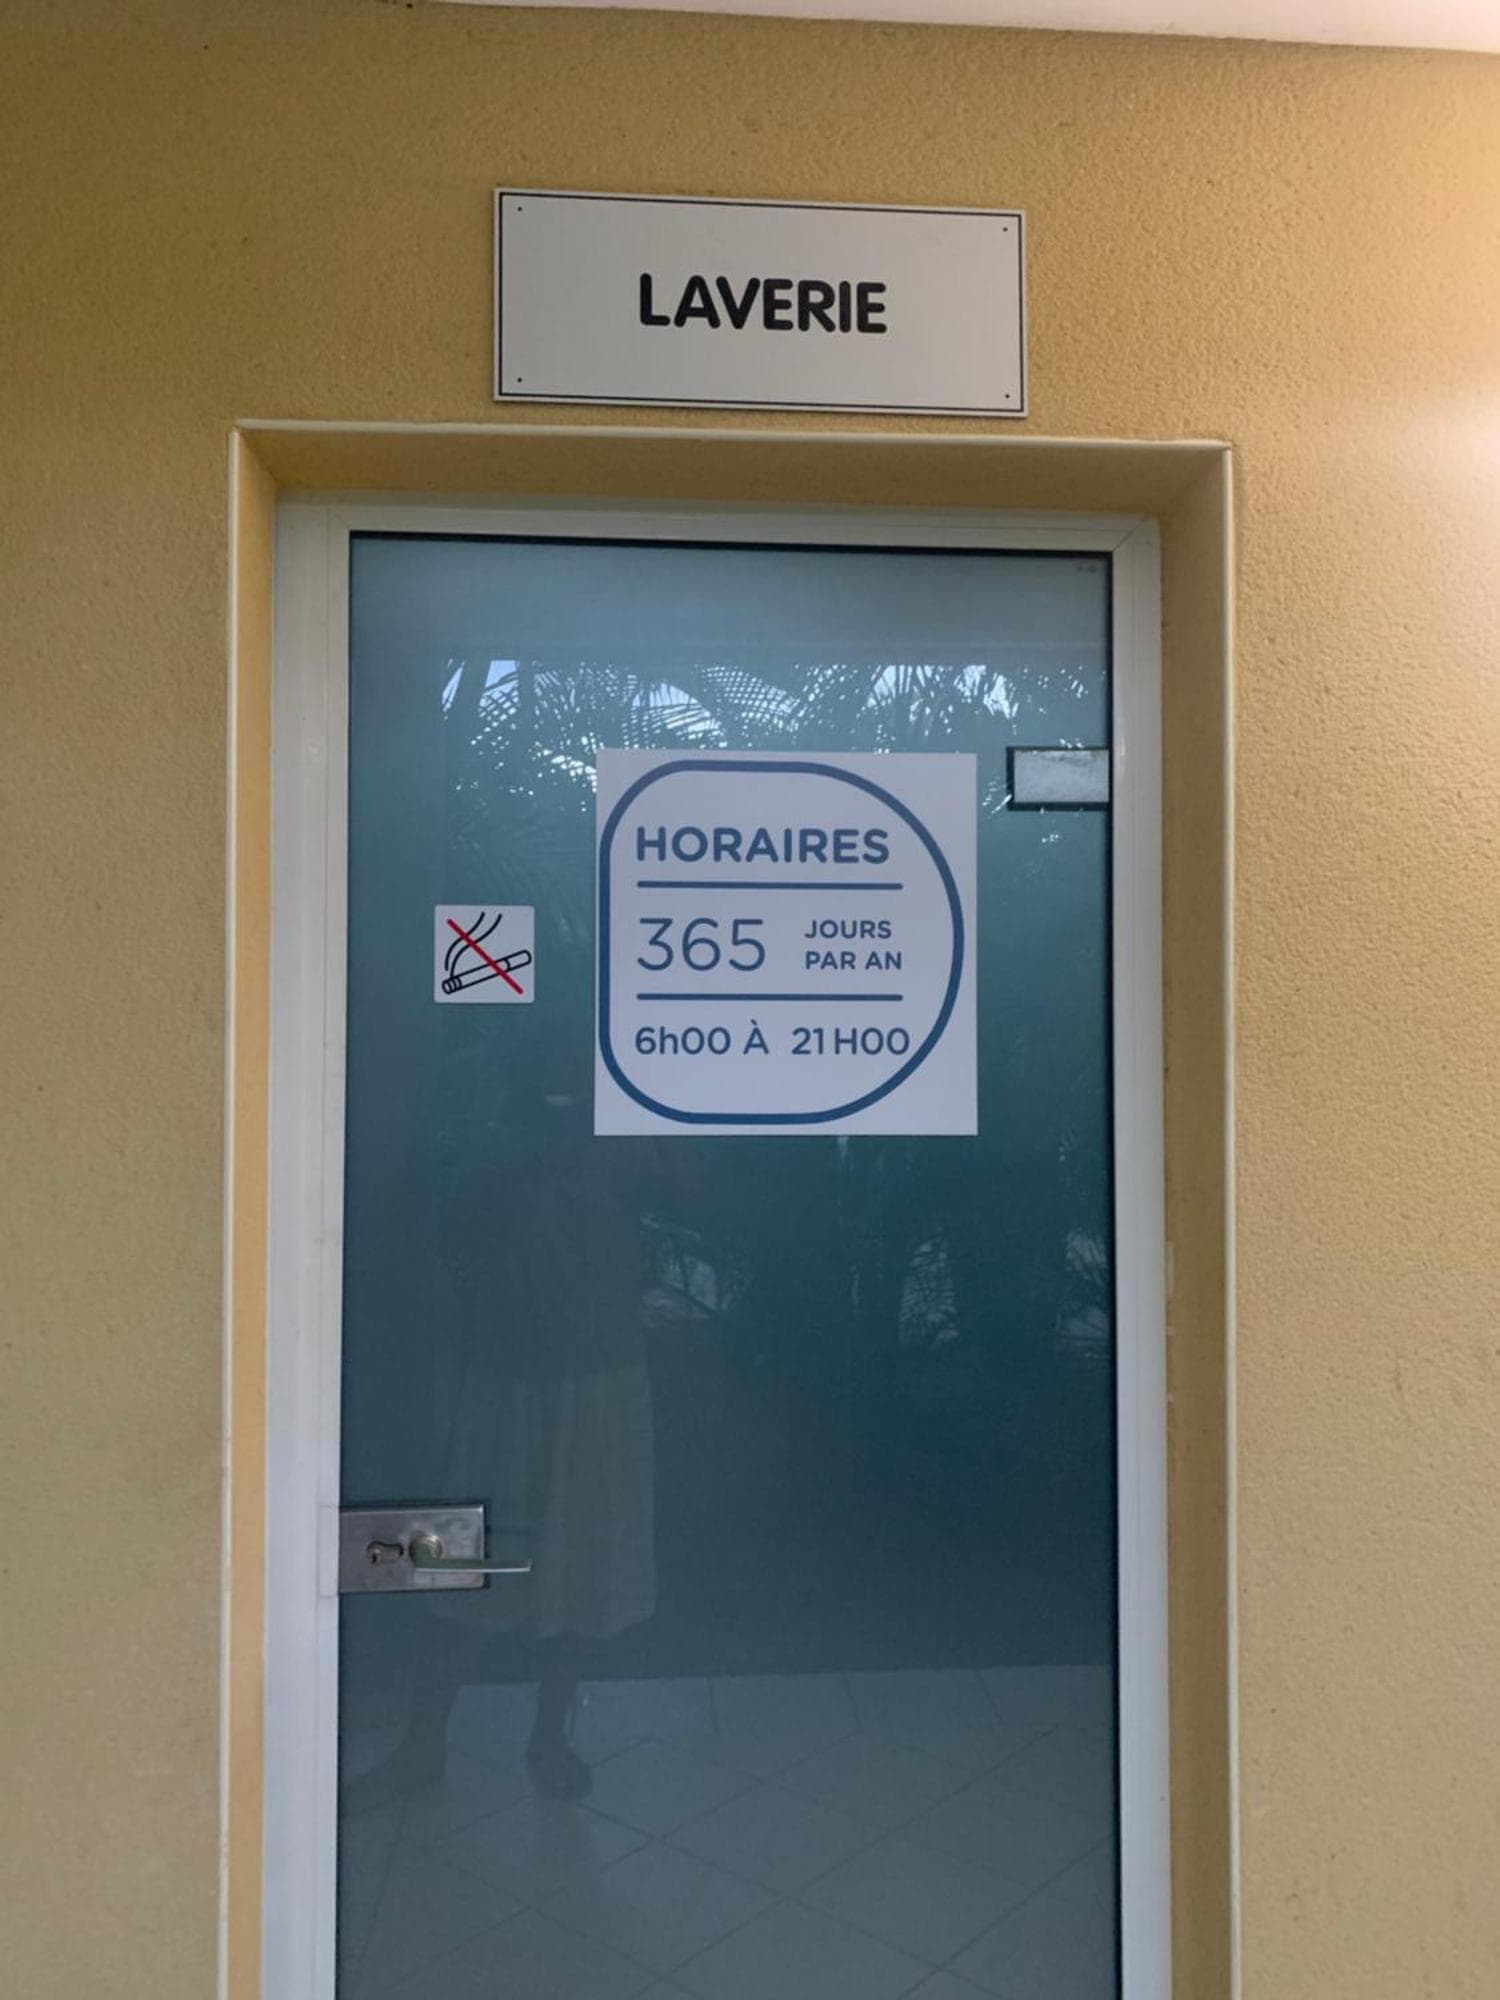 LAVERIE
HORAIRES
365 JOURS
PAR AN
6h00 À 21H00